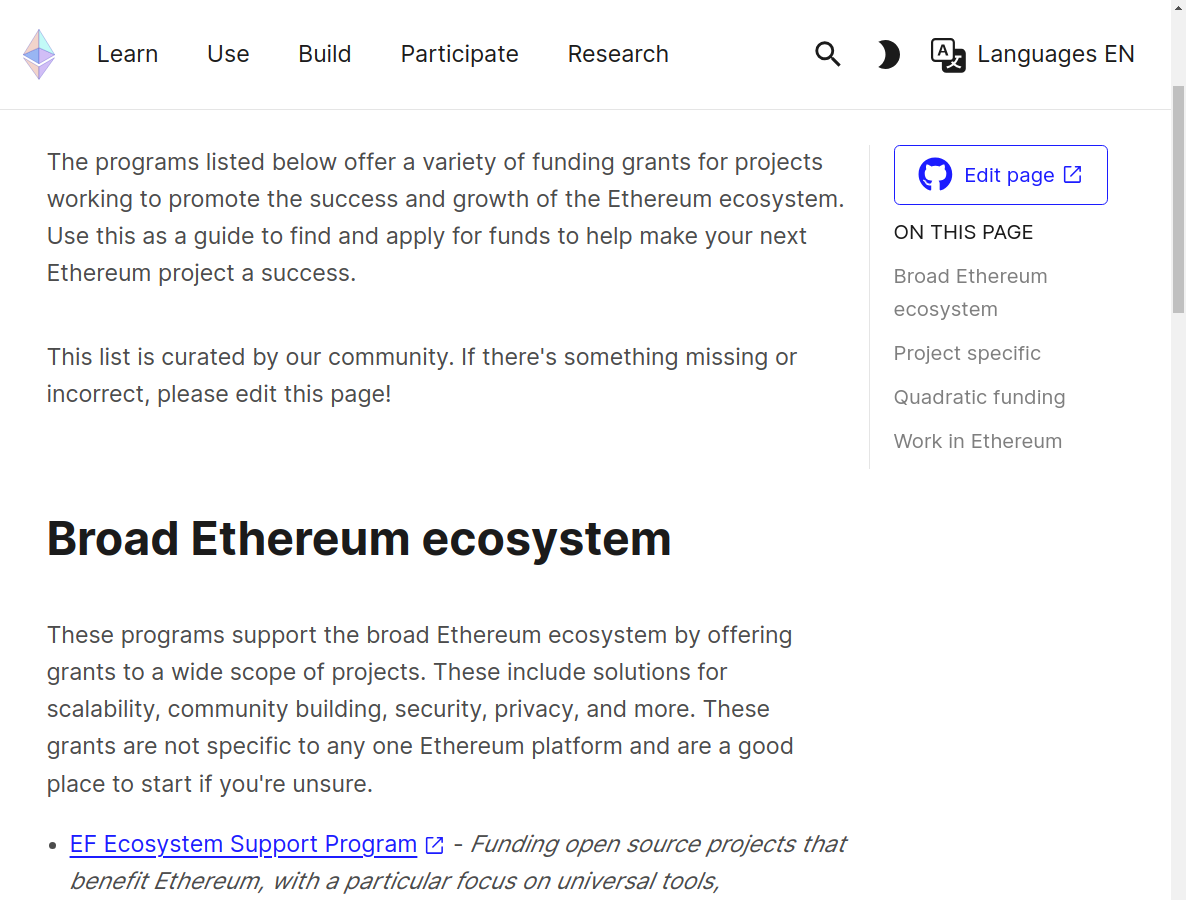 Learn Use Build Participate Research Languages EN
The programs listed below offer a variety of funding grants for projects
working to promote the success and growth of the Ethereum ecosystem.
Use this as a guide to find and apply for funds to help make your next
Ethereum project a success.
This list is curated by our community. If there's something missing or
incorrect, please edit this page!
Edit page
ON THIS PAGE
Broad Ethereum
ecosystem
Project specific
Quadratic funding
Work in Ethereum
Broad Ethereum ecosystem
These programs support the broad Ethereum ecosystem by offering
grants to a wide scope of projects. These include solutions for
scalability, community building, security, privacy, and more. These
grants are not specific to any one Ethereum platform and are a good
place to start if you're unsure.
• EF Ecosystem Support Program - Funding open source projects that
benefit Ethereum, with a particular focus on universal tools,